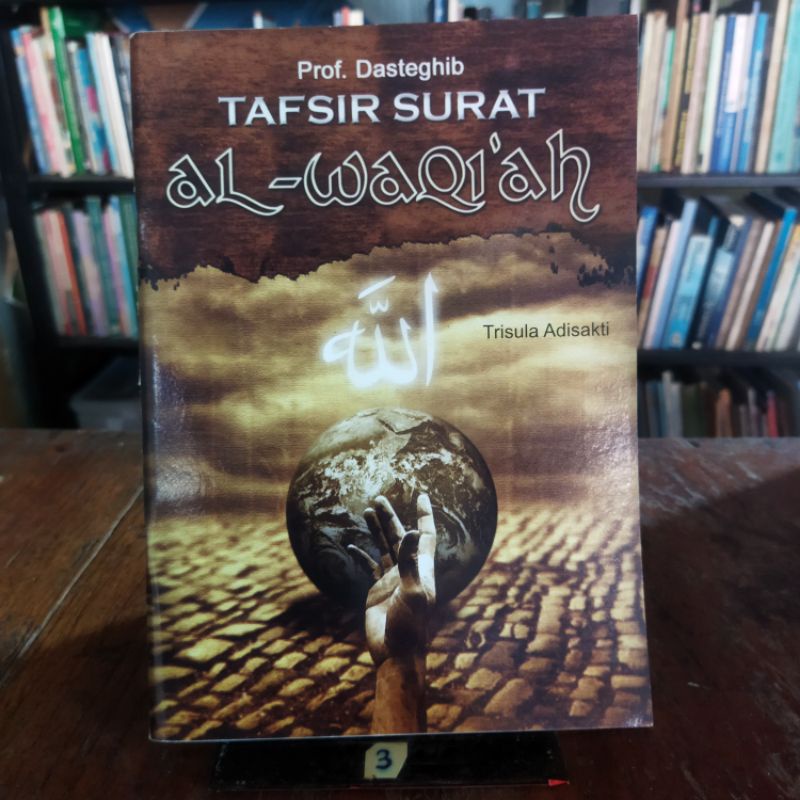 Prof. Dasteghib
TAFSIR SURAT
AL-WAQI'AH
الله
Trisula Adisakti
3